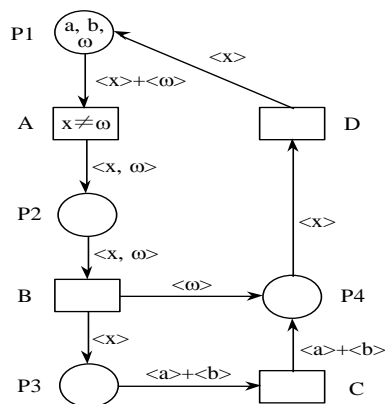 P1
a, b,
ω
<x>
<x>+<ω>
A
x≠ω
D
<x, ω>
P2
<x>
<x, ω>
B
<ω>
P4
<x>
<a>+<b>
P3
<a>+<b>
C